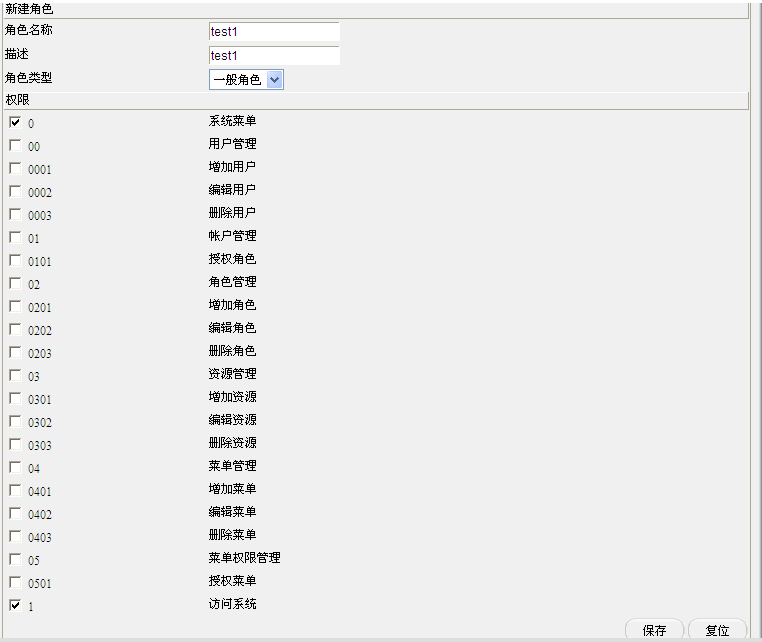 新建角色
角色名称 test1
描述 test1
角色类型 一般角色
权限
0 系统菜单
00 用户管理
0001 增加用户
0002 编辑用户
0003 删除用户
01 帐户管理
0101 授权角色
02 角色管理
0201 增加角色
0202 编辑角色
0203 删除角色
03 资源管理
0301 增加资源
0302 编辑资源
0303 删除资源
04 菜单管理
0401 增加菜单
0402 编辑菜单
0403 删除菜单
05 菜单权限管理
0501 授权菜单
1 访问系统
保存 复位